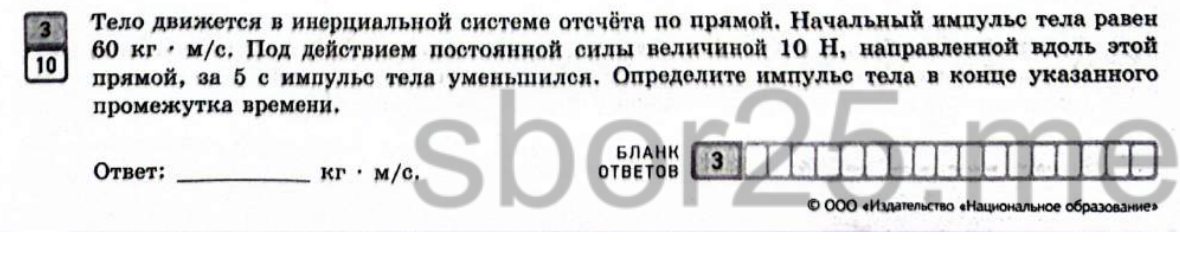 3
10
Тело движется в инерциальной системе отсчёта по прямой. Начальный импульс тела равен
60 кг · м/с. Под действием постоянной силы величиной 10 Н, направленной вдоль этой
прямой, за 5 с импульс тела уменьшился. Определите импульс тела в конце указанного
промежутка времени.
Ответ: ____________ кг · м/с.
БЛАНК
ОТВЕТОВ
3
sbor25.me
© ООО «Издательство «Национальное образование»